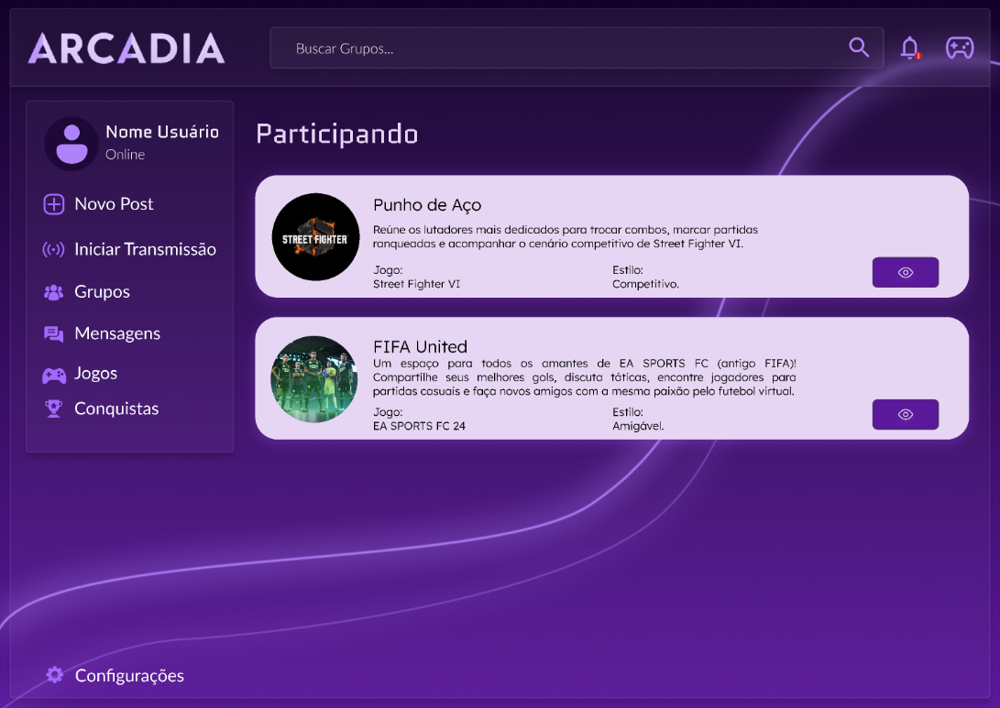 ARCADIA
Buscar Grupos...
1
Nome Usuário
Online
Novo Post
Iniciar Transmissão
Grupos
Mensagens
Jogos
Conquistas
Configurações
Participando
STREET FIGHTER
Punho de Aço
Reúne os lutadores mais dedicados para trocar combos, marcar partidas
ranqueadas e acompanhar o cenário competitivo de Street Fighter VI.
Jogo:
Street Fighter VI
Estilo:
Competitivo.
FIFA United
Um espaço para todos os amantes de EA SPORTS FC (antigo FIFA)!
Compartilhe seus melhores gols, discuta táticas, encontre jogadores para
partidas casuais e faça novos amigos com a mesma paixão pelo futebol virtual.
Jogo:
EA SPORTS FC 24
Estilo:
Amigável.